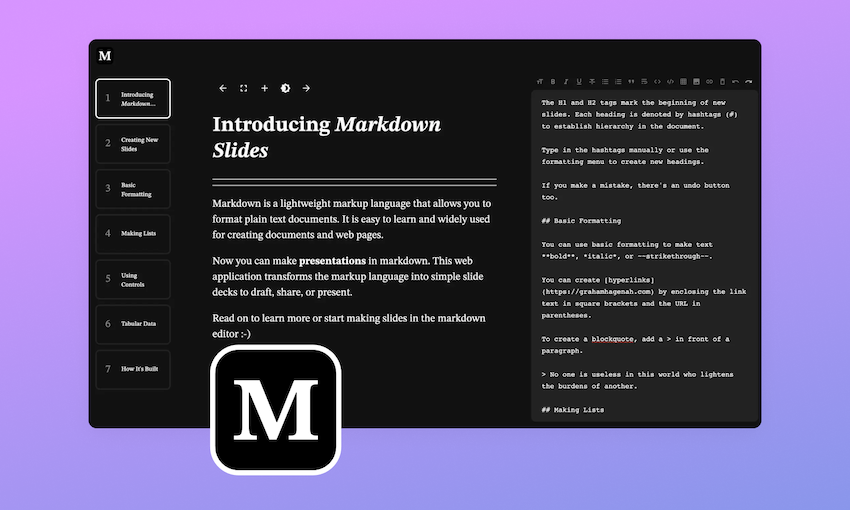 M
1
Introducing
Markdown...
2
Creating New
Slides
3
Basic
Formatting
4
Making Lists
5
Using
Controls
6
Tabular Data
7
How It's Built
Introducing Markdown
Slides
Markdown is a lightweight markup language that allows you to
format plain text documents. It is easy to learn and widely used
for creating documents and web pages.
Now you can make presentations in markdown. This web
application transforms the markup language into simple slide
decks to draft, share, or present.
Read on to learn more or start making slides in the markdown
editor :-)
M
The H1 and H2 tags mark the beginning of new
slides. Each heading is denoted by hashtags (#)
to establish hierarchy in the document.
Type in the hashtags manually or use the
formatting menu to create new headings.
If you make a mistake, there's an undo button
too.
## Basic Formatting
You can use basic formatting to make text
**bold**, *italic*, or ~~strikethrough~~.
You can create [hyperlinks]
(https://grahamhagenah.com) by enclosing the link
text in square brackets and the URL in
parentheses.
To create a blockquote, add a > in front of a
paragraph.
> No one is useless in this world who lightens
the burdens of another.
## Making Lists